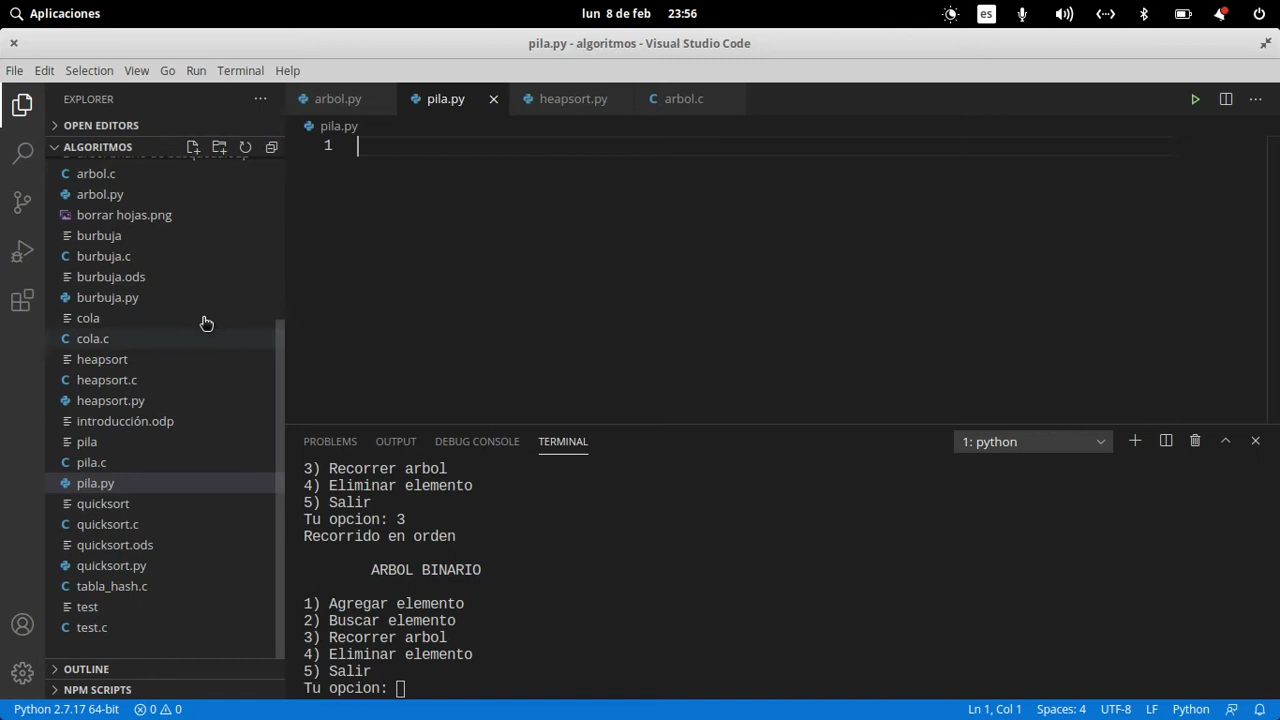 Aplicaciones
lun 8 de feb 23:56
es
pila.py - algoritmos - Visual Studio Code
File Edit Selection View Go Run Terminal Help
EXPLORER
OPEN EDITORS
ALGORITMOS
arbol.c
arbol.py
borrar hojas.png
burbuja
burbuja.c
burbuja.ods
burbuja.py
cola
cola.c
heapsort
heapsort.c
heapsort.py
introducción.odp
pila
pila.c
pila.py
quicksort
quicksort.c
quicksort.ods
quicksort.py
tabla_hash.c
test
test.c
OUTLINE
NPM SCRIPTS
arbol.py pila.py heapsort.py arbol.c
pila.py
1
PROBLEMS OUTPUT DEBUG CONSOLE TERMINAL
1: python
3) Recorrer arbol
4) Eliminar elemento
5) Salir
Tu opcion: 3
Recorrido en orden
ARBOL BINARIO
1) Agregar elemento
2) Buscar elemento
3) Recorrer arbol
4) Eliminar elemento
5) Salir
Tu opcion:
Python 2.7.17 64-bit 0 0
Ln 1, Col 1 Spaces: 4 UTF-8 LF Python